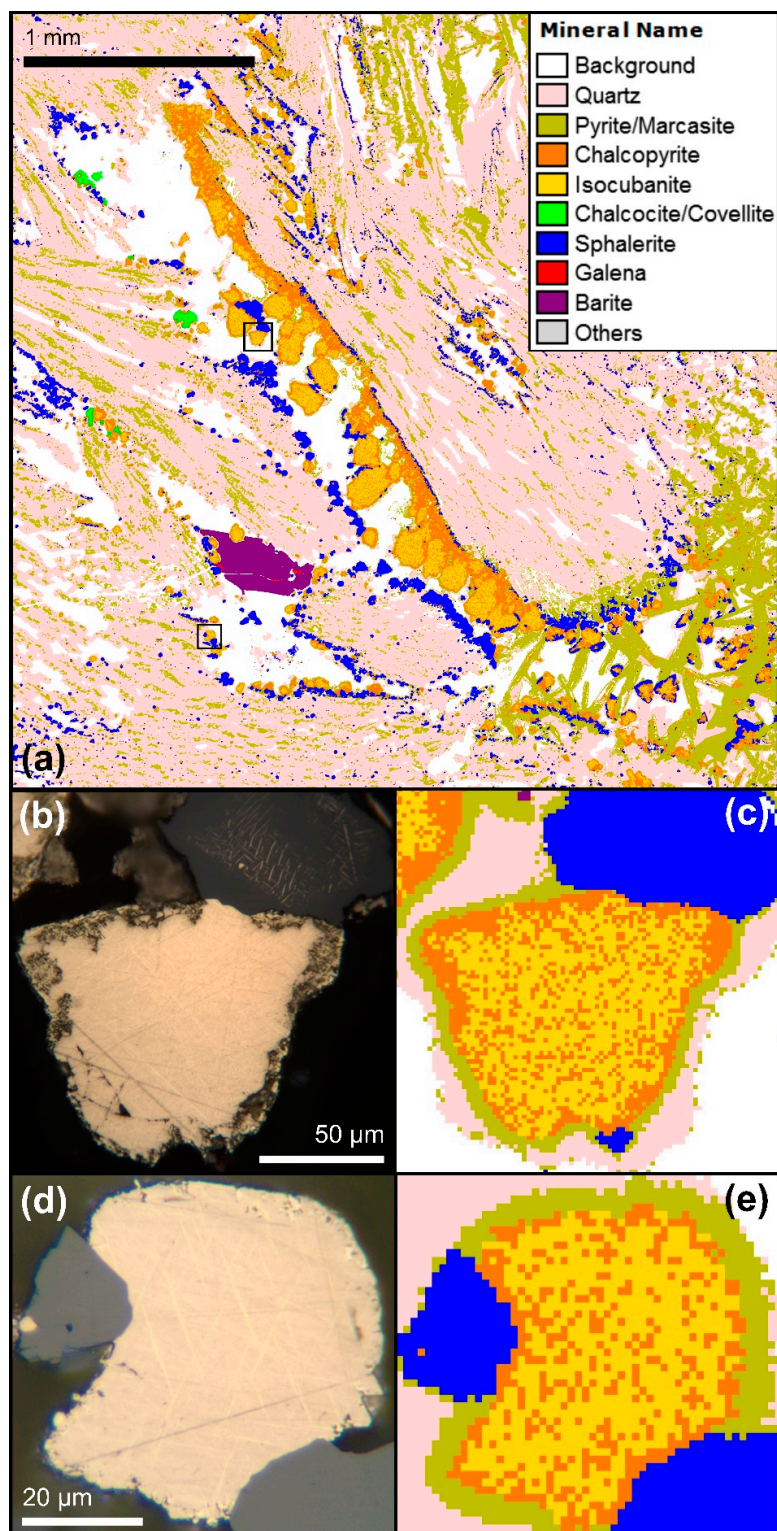 1 mm
Mineral Name
Background
Quartz
Pyrite/Marcasite
Chalcopyrite
Isocubanite
Chalcocite/Covellite
Sphalerite
Galena
Barite
Others
(a)
(b)
(c)
50 µm
(d)
(e)
20 µm